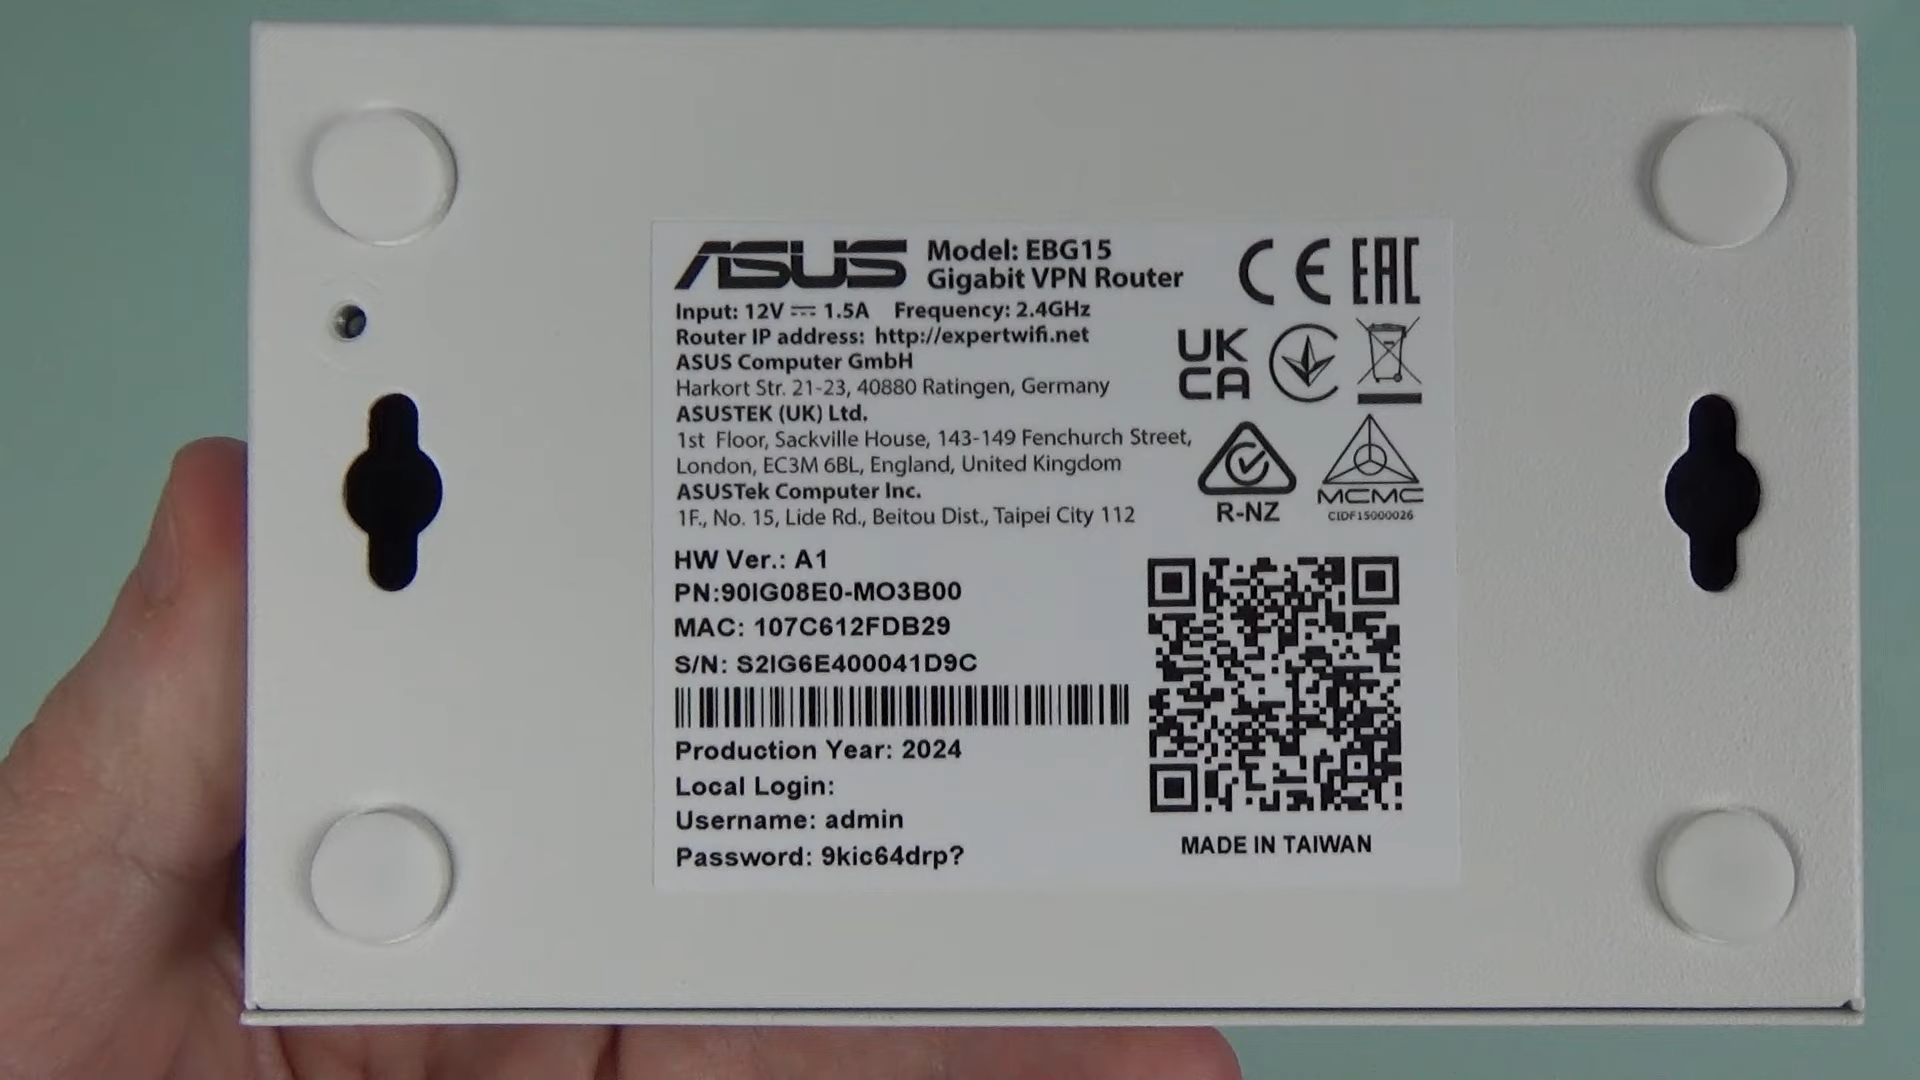 ASUS
Model: EBG15
Gigabit VPN Router
Input: 12V ⎓ 1.5A Frequency: 2.4GHz
Router IP address: http://expertwifi.net
ASUS Computer GmbH
Harkort Str. 21-23, 40880 Ratingen, Germany
ASUSTEK (UK) Ltd.
1st Floor, Sackville House, 143-149 Fenchurch Street,
London, EC3M 6BL, England, United Kingdom
ASUSTek Computer Inc.
1F., No. 15, Lide Rd., Beitou Dist., Taipei City 112
CE EAC
UK
CA
R-NZ
MCMC
CIDF15000026
HW Ver.: A1
PN:90IG08E0-MO3B00
MAC: 107C612FDB29
S/N: S2IG6E400041D9C
Production Year: 2024
Local Login:
Username: admin
Password: 9kic64drp?
MADE IN TAIWAN